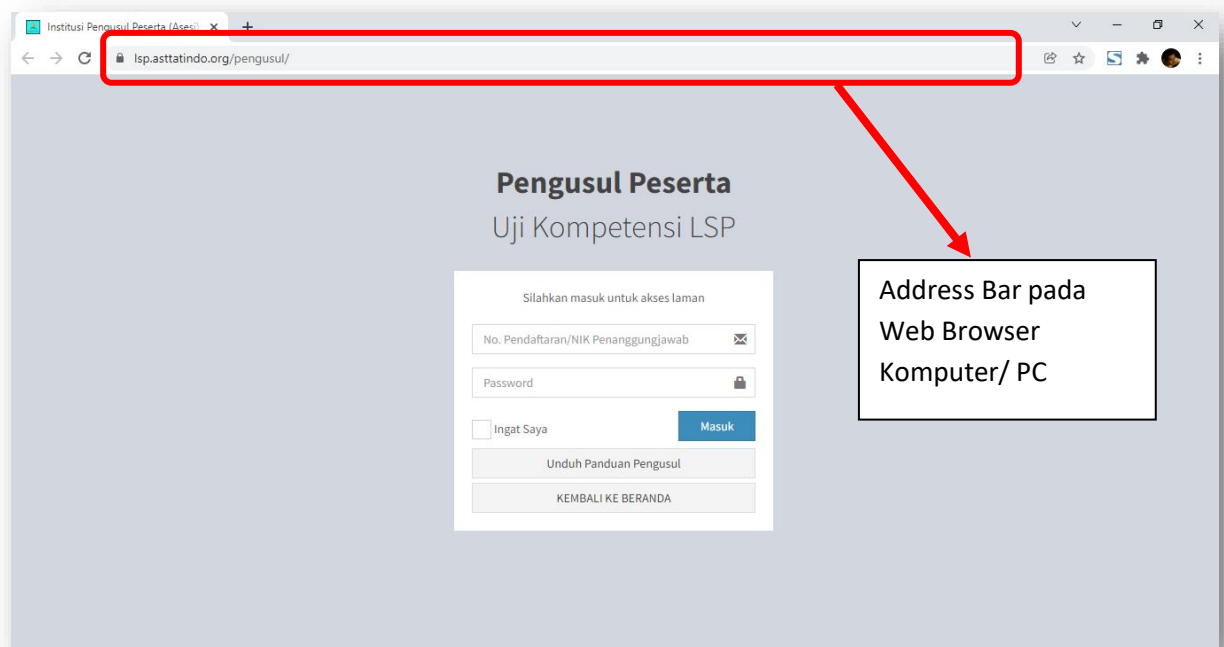 Institusi Pengusul Peserta (Asesi)
lsp.asttatindo.org/pengusul/
Pengusul Peserta
Uji Kompetensi LSP
Silahkan masuk untuk akses laman
No. Pendaftaran/NIK Penanggungjawab
Password
Ingat Saya
Masuk
Unduh Panduan Pengusul
KEMBALI KE BERANDA
Address Bar pada
Web Browser
Komputer/ PC